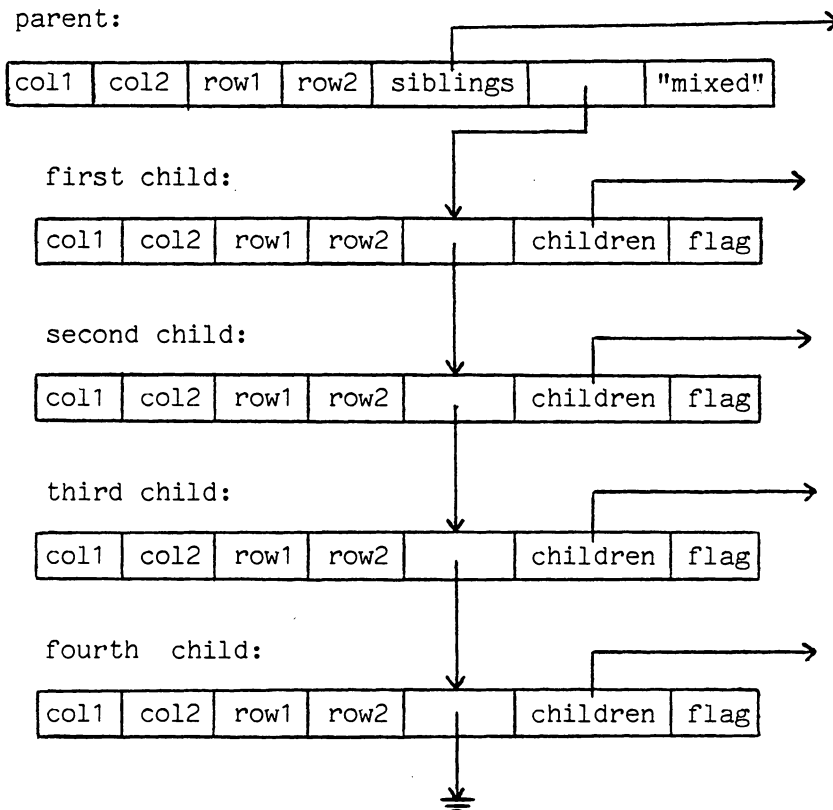 parent:
col1 col2 row1 row2 siblings "mixed"
first child:
col1 col2 row1 row2 children flag
second child:
col1 col2 row1 row2 children flag
third child:
col1 col2 row1 row2 children flag
fourth child:
col1 col2 row1 row2 children flag